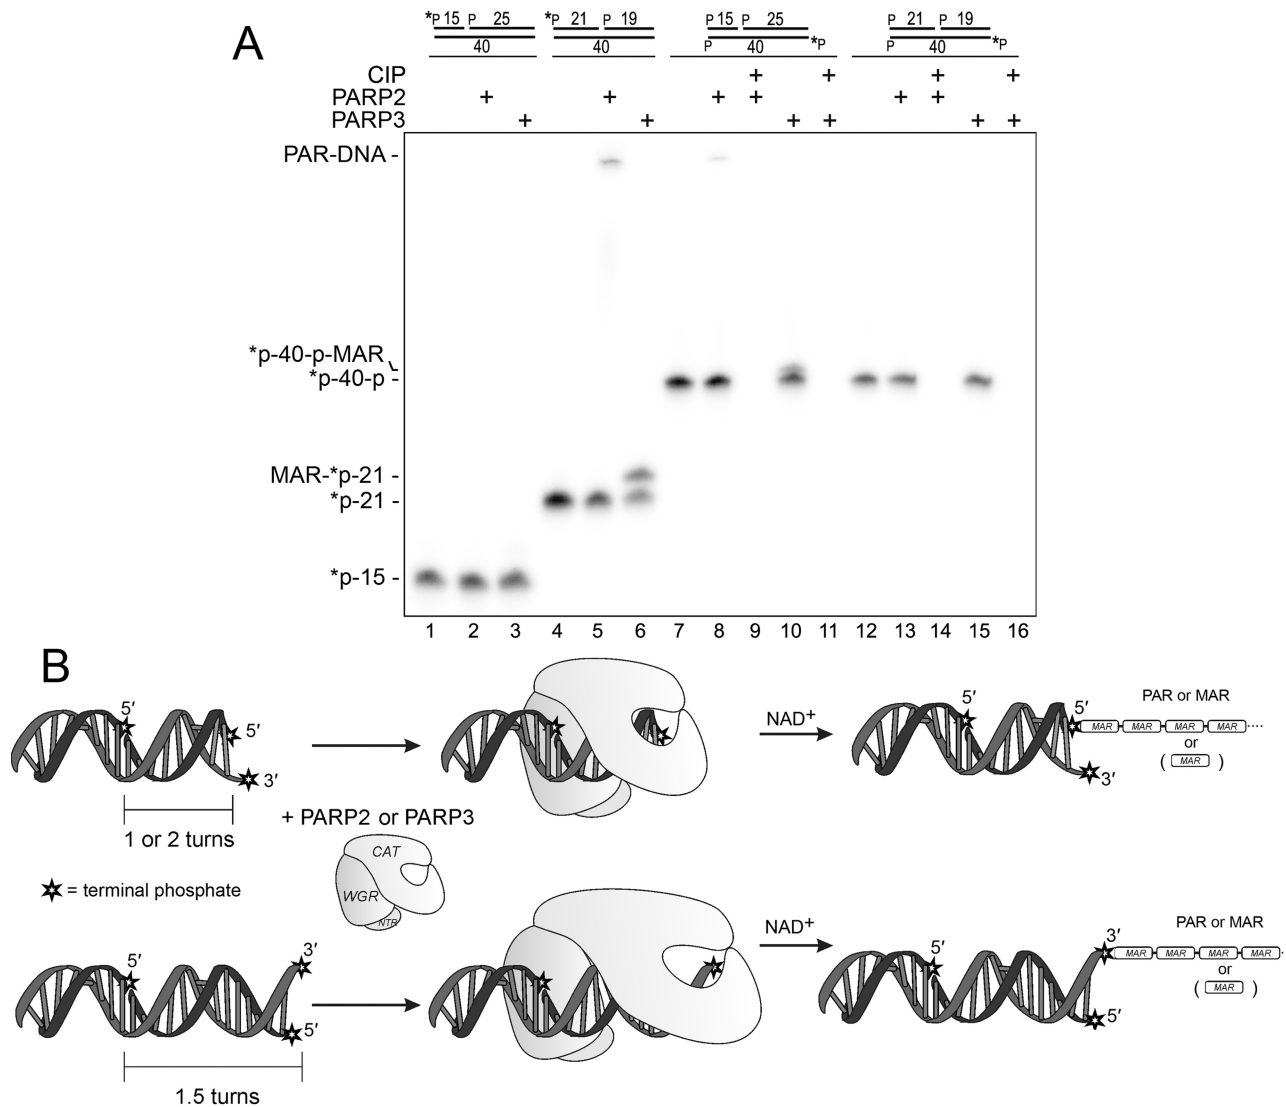 A
*P 15 P 25
40
*P 21 P 19
40
P 15 P 25
P 40 *P
P 21 P 19
P 40 *P
CIP + + + +
PARP2 + + + + + +
PARP3 + + + + + +
PAR-DNA -
*p-40-p-MAR
*p-40-p -
MAR-*p-21 -
*p-21 -
*p-15 -
1 2 3 4 5 6 7 8 9 10 11 12 13 14 15 16
B
5′ 5′ 3′
1 or 2 turns
NAD+
5′ 5′ 3′
PAR or MAR
MAR MAR MAR MAR ....
or
( MAR )
+ PARP2 or PARP3
CAT
WGR
NTR
= terminal phosphate
5′ 3′ 5′
1.5 turns
NAD+
5′ 3′ 5′
PAR or MAR
MAR MAR MAR MAR ..
or
( MAR )